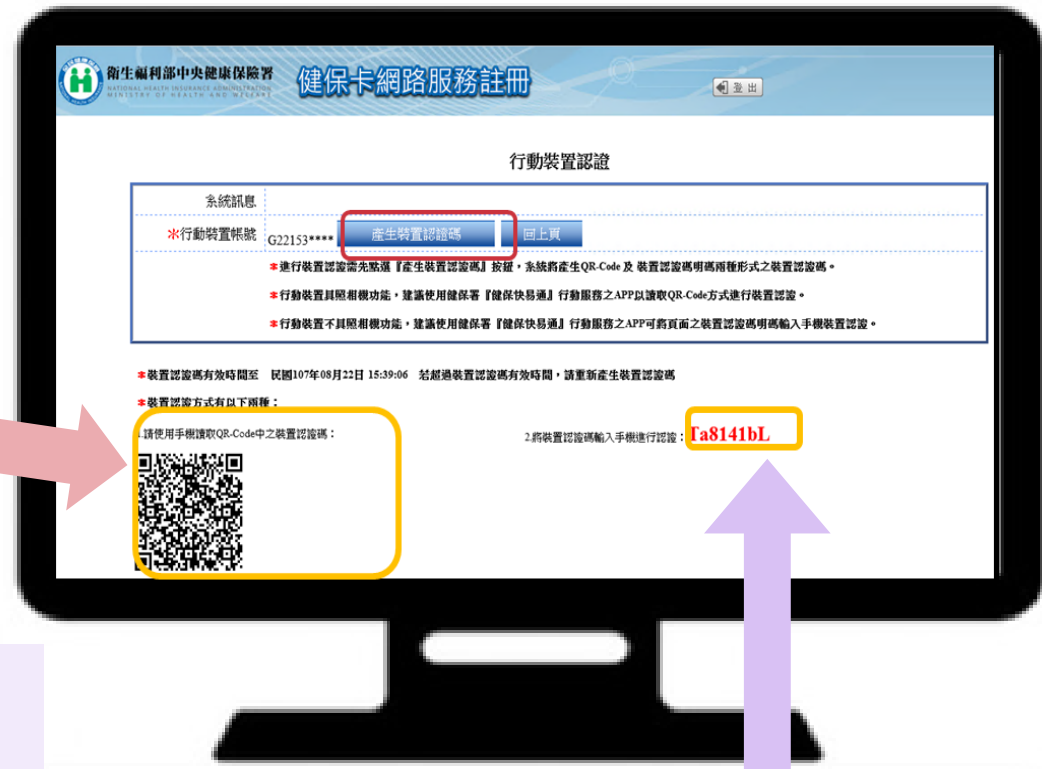 衛生福利部中央健康保險署
NATIONAL HEALTH INSURANCE ADMINISTRATION
MINISTRY OF HEALTH AND WELFARE
健保卡網路服務註冊
登出
行動裝置認證
系統訊息
*行動裝置帳號 G22153**** 產生裝置認證碼 回上頁
*進行裝置認證需先點選『產生裝置認證碼』按鈕，系統將產生QR-Code 及 裝置認證碼明碼兩種形式之裝置認證碼。
*行動裝置具照相機功能，建議使用健保署『健保快易通』行動服務之APP以讀取QR-Code方式進行裝置認證。
*行動裝置不具照相機功能，建議使用健保署『健保快易通』行動服務之APP可將頁面之裝置認證碼明碼輸入手機裝置認證。
*裝置認證碼有效時間至 民國107年08月22日 15:39:06 若超過裝置認證碼有效時間，請重新產生裝置認證碼
*裝置認證方式有以下兩種：
1.請使用手機讀取QR-Code中之裝置認證碼：
2.將裝置認證碼輸入手機進行認證：Ta8141bL